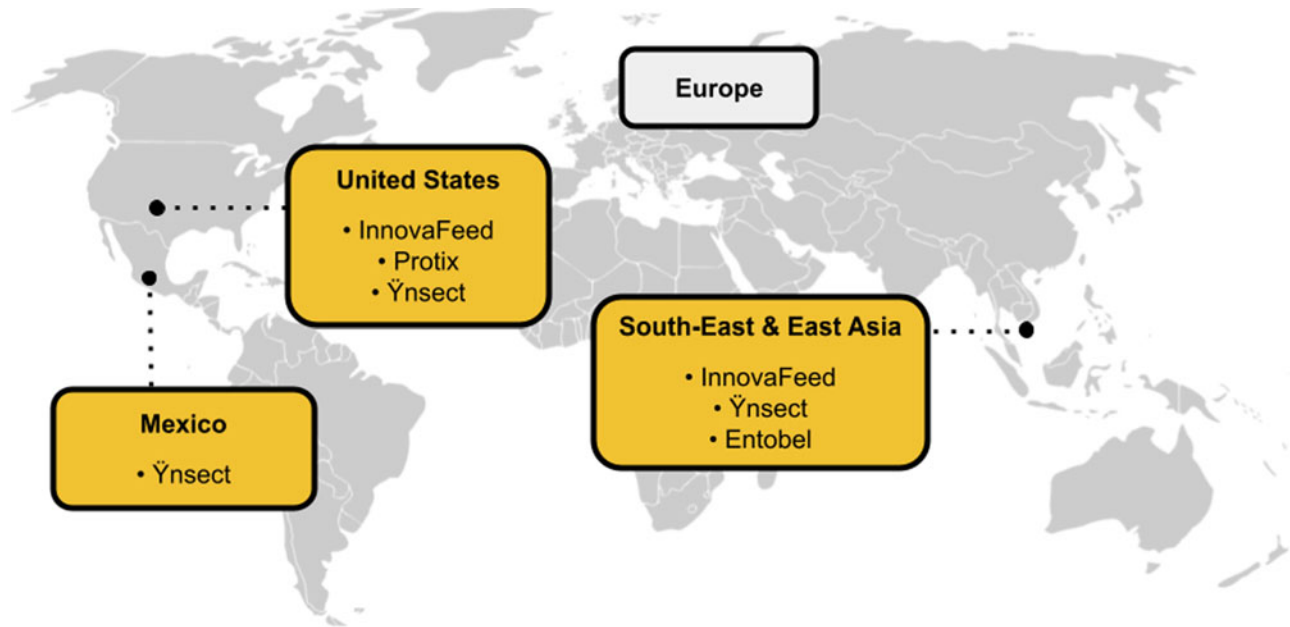 Europe
United States
• InnovaFeed
• Protix
• Ÿnsect
South-East & East Asia
• InnovaFeed
• Ÿnsect
• Entobel
Mexico
• Ÿnsect